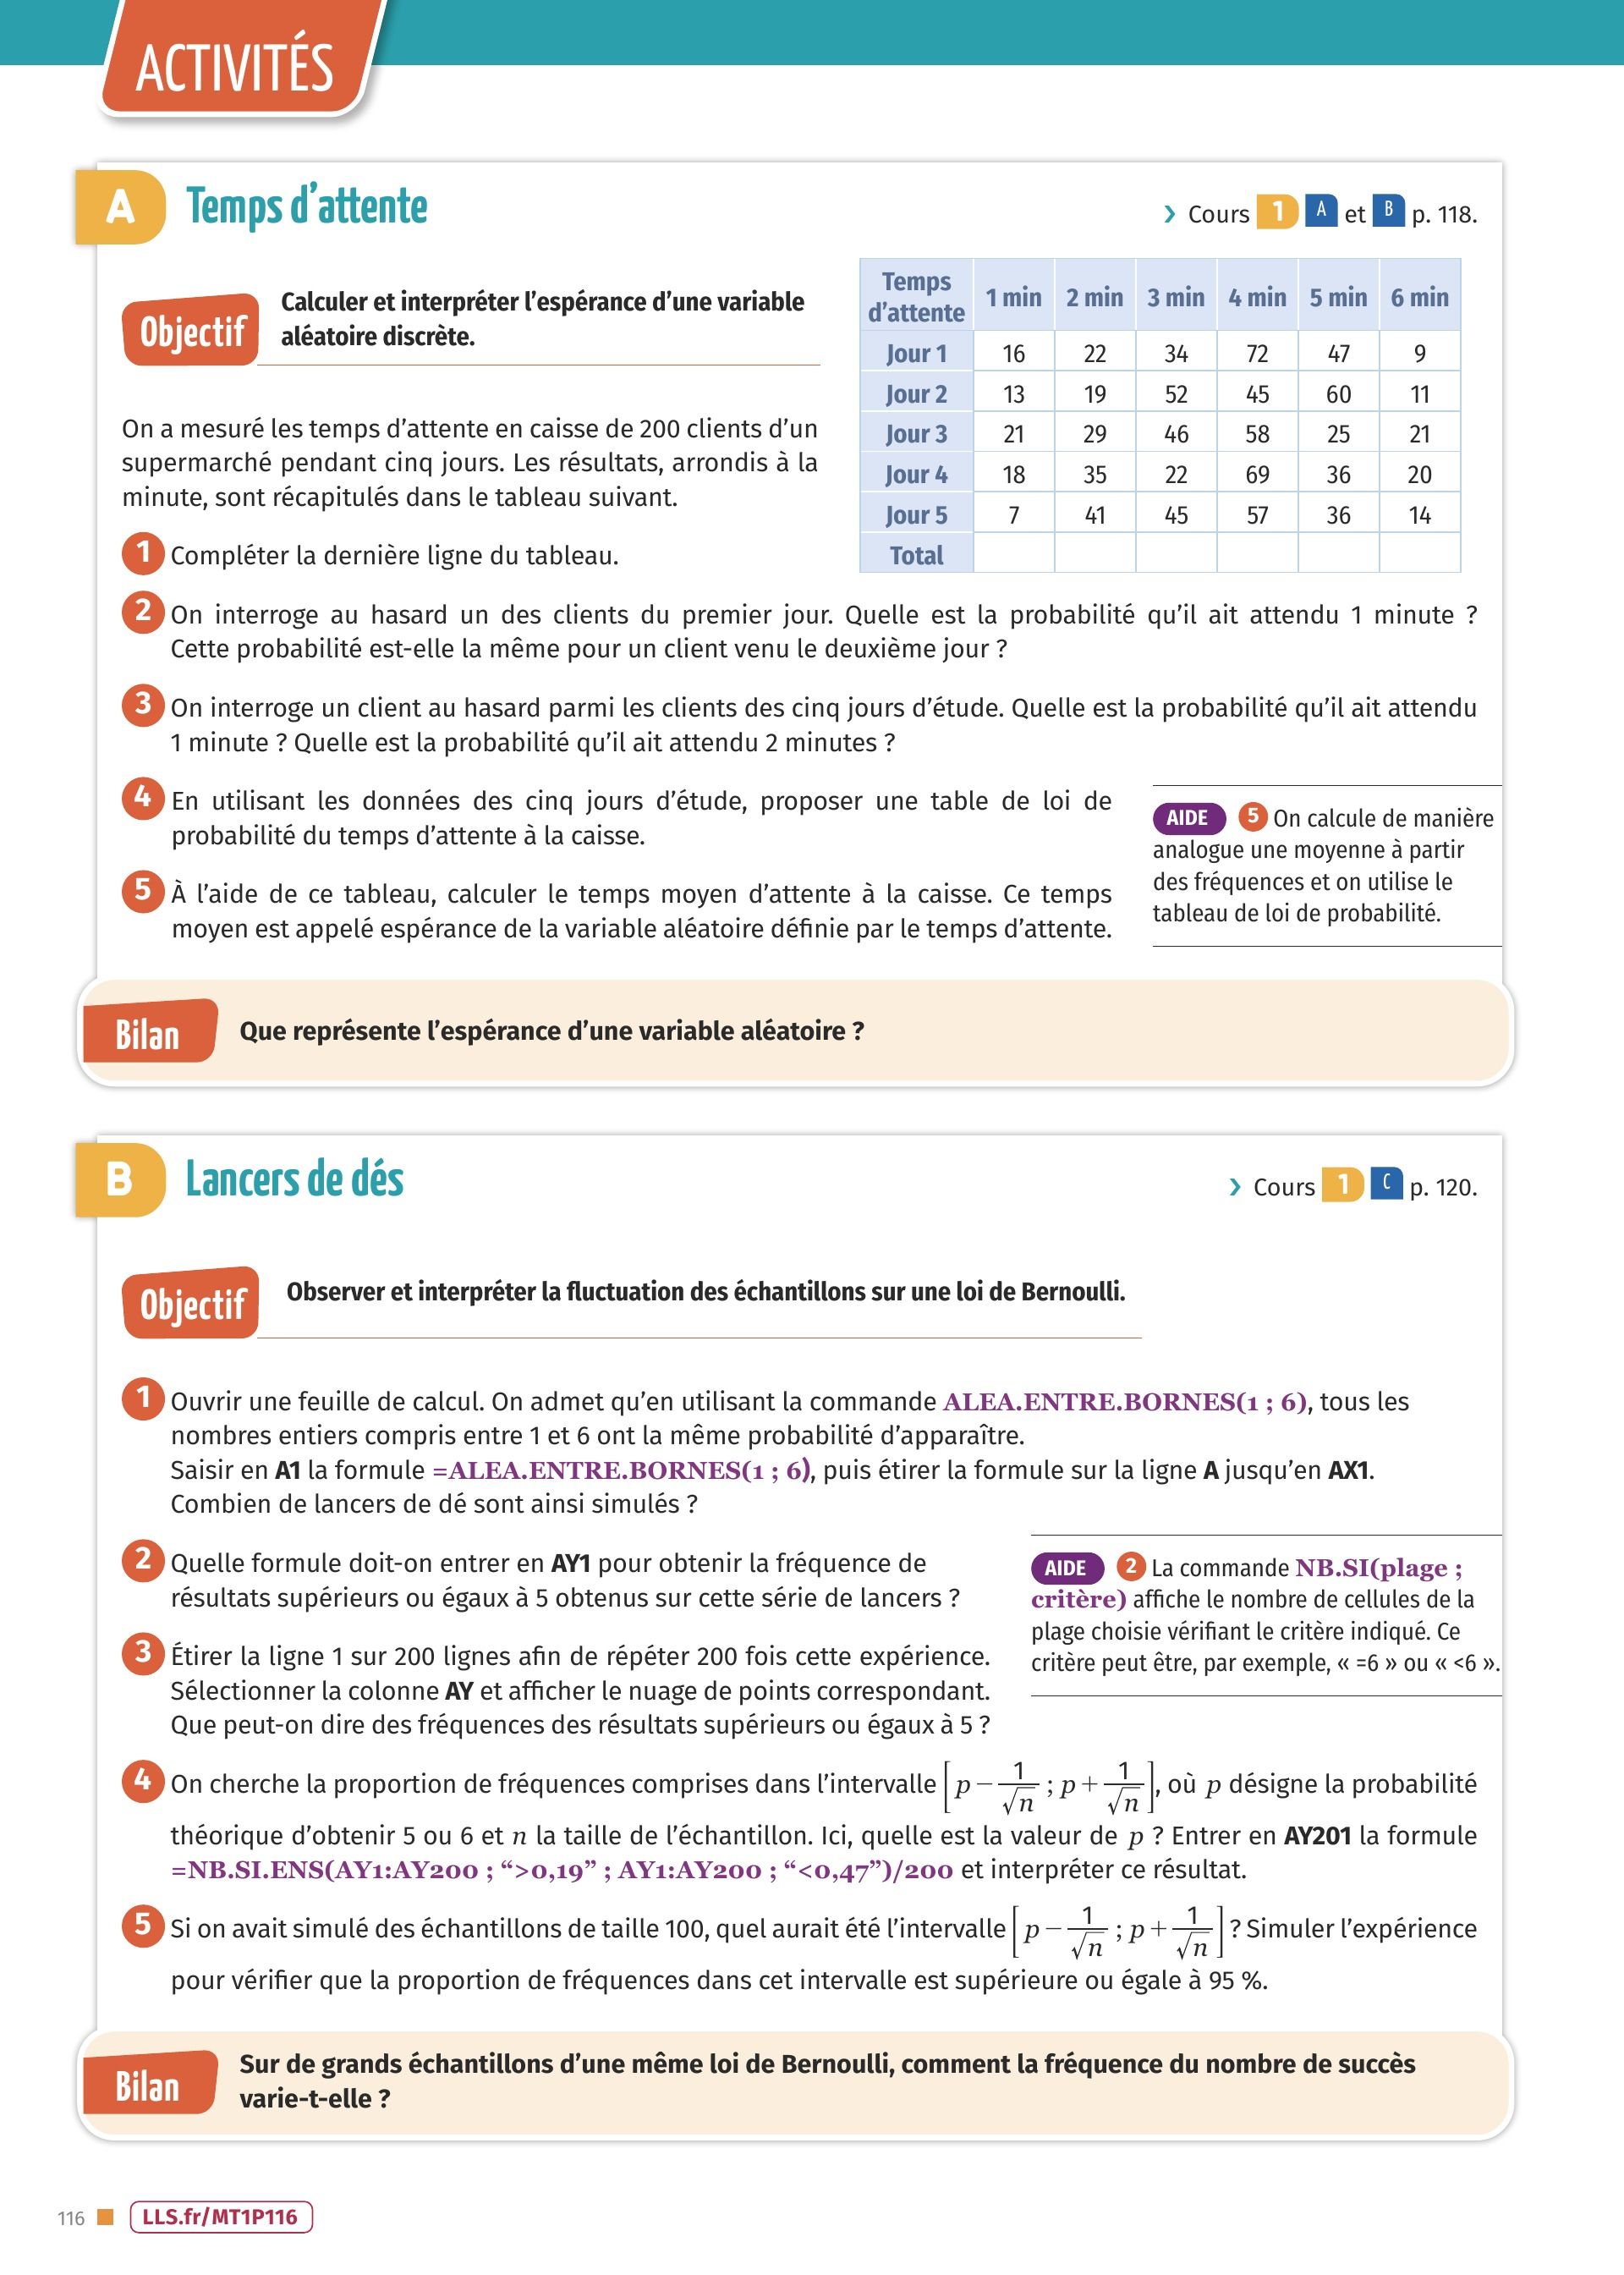 ACTIVITÉS
A Temps d’attente
› Cours 1 A et B p. 118.
Objectif
Calculer et interpréter l’espérance d’une variable
aléatoire discrète.
On a mesuré les temps d’attente en caisse de 200 clients d’un
supermarché pendant cinq jours. Les résultats, arrondis à la
minute, sont récapitulés dans le tableau suivant.
Temps d’attente 1 min 2 min 3 min 4 min 5 min 6 min
Jour 1 16 22 34 72 47 9
Jour 2 13 19 52 45 60 11
Jour 3 21 29 46 58 25 21
Jour 4 18 35 22 69 36 20
Jour 5 7 41 45 57 36 14
Total
1 Compléter la dernière ligne du tableau.
2 On interroge au hasard un des clients du premier jour. Quelle est la probabilité qu’il ait attendu 1 minute ?
Cette probabilité est-elle la même pour un client venu le deuxième jour ?
3 On interroge un client au hasard parmi les clients des cinq jours d’étude. Quelle est la probabilité qu’il ait attendu
1 minute ? Quelle est la probabilité qu’il ait attendu 2 minutes ?
4 En utilisant les données des cinq jours d’étude, proposer une table de loi de
probabilité du temps d’attente à la caisse.
5 À l’aide de ce tableau, calculer le temps moyen d’attente à la caisse. Ce temps
moyen est appelé espérance de la variable aléatoire définie par le temps d’attente.
AIDE 5 On calcule de manière
analogue une moyenne à partir
des fréquences et on utilise le
tableau de loi de probabilité.
Bilan
Que représente l’espérance d’une variable aléatoire ?
B Lancers de dés
› Cours 1 C p. 120.
Objectif
Observer et interpréter la fluctuation des échantillons sur une loi de Bernoulli.
1 Ouvrir une feuille de calcul. On admet qu’en utilisant la commande ALEA.ENTRE.BORNES(1 ; 6), tous les
nombres entiers compris entre 1 et 6 ont la même probabilité d’apparaître.
Saisir en A1 la formule =ALEA.ENTRE.BORNES(1 ; 6), puis étirer la formule sur la ligne A jusqu’en AX1.
Combien de lancers de dé sont ainsi simulés ?
2 Quelle formule doit-on entrer en AY1 pour obtenir la fréquence de
résultats supérieurs ou égaux à 5 obtenus sur cette série de lancers ?
3 Étirer la ligne 1 sur 200 lignes afin de répéter 200 fois cette expérience.
Sélectionner la colonne AY et afficher le nuage de points correspondant.
Que peut-on dire des fréquences des résultats supérieurs ou égaux à 5 ?
AIDE 2 La commande NB.SI(plage ;
critère) affiche le nombre de cellules de la
plage choisie vérifiant le critère indiqué. Ce
critère peut être, par exemple, « =6 » ou « <6 ».
4 On cherche la proportion de fréquences comprises dans l’intervalle [p − 1/√n ; p + 1/√n], où p désigne la probabilité
théorique d’obtenir 5 ou 6 et n la taille de l’échantillon. Ici, quelle est la valeur de p ? Entrer en AY201 la formule
=NB.SI.ENS(AY1:AY200 ; “>0,19” ; AY1:AY200 ; “<0,47”)/200 et interpréter ce résultat.
5 Si on avait simulé des échantillons de taille 100, quel aurait été l’intervalle [p − 1/√n ; p + 1/√n] ? Simuler l’expérience
pour vérifier que la proportion de fréquences dans cet intervalle est supérieure ou égale à 95 %.
Bilan
Sur de grands échantillons d’une même loi de Bernoulli, comment la fréquence du nombre de succès
varie-t-elle ?
116 LLS.fr/MT1P116